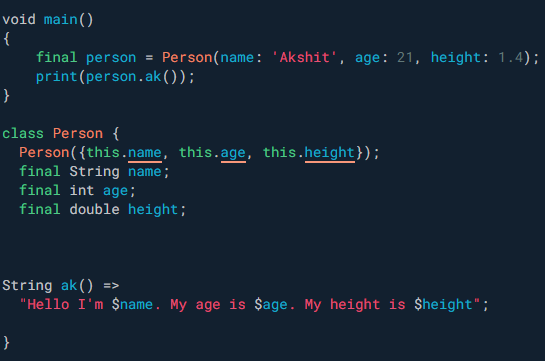 void main()
{
    final person = Person(name: 'Akshit', age: 21, height: 1.4);
    print(person.ak());
}

class Person {
  Person({this.name, this.age, this.height});
  final String name;
  final int age;
  final double height;

String ak() =>
  "Hello I'm $name. My age is $age. My height is $height";

}